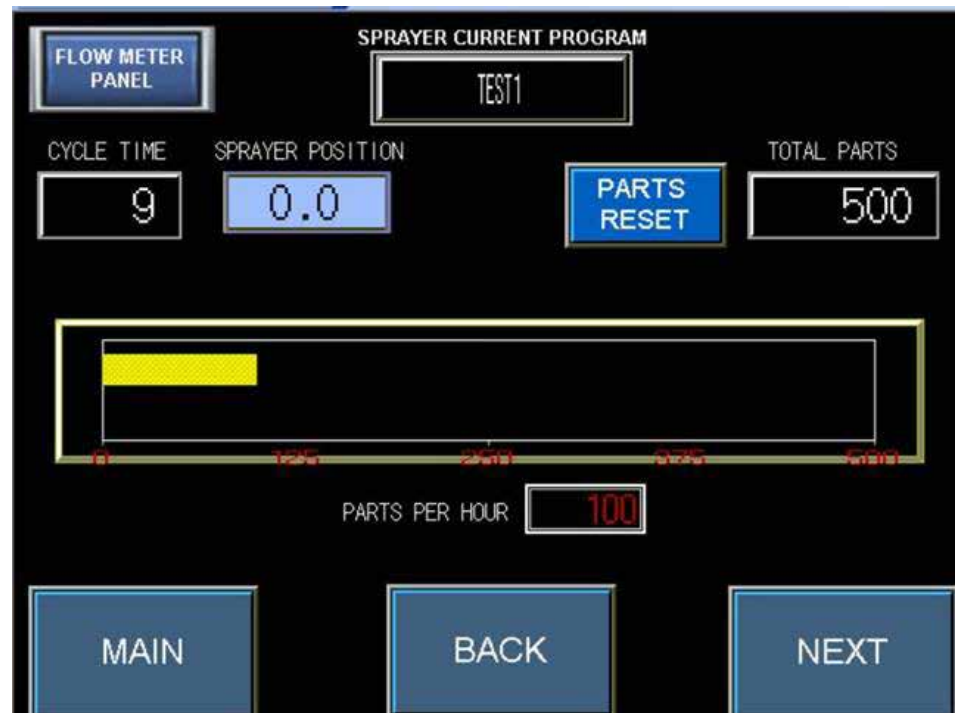 FLOW METER
PANEL
SPRAYER CURRENT PROGRAM
TEST1
CYCLE TIME
SPRAYER POSITION
TOTAL PARTS
9
0.0
PARTS
RESET
500
0 125 250 375 500
PARTS PER HOUR 100
MAIN
BACK
NEXT